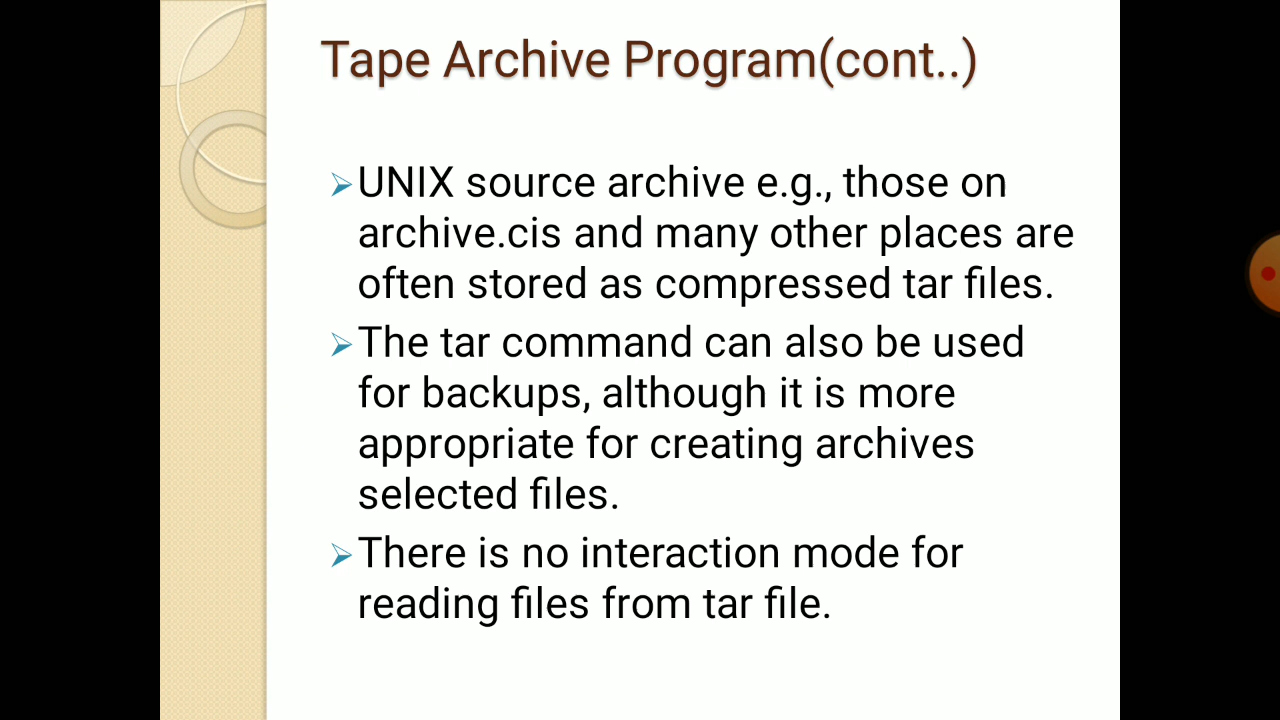 Tape Archive Program(cont..)
UNIX source archive e.g., those on
archive.cis and many other places are
often stored as compressed tar files.
The tar command can also be used
for backups, although it is more
appropriate for creating archives
selected files.
There is no interaction mode for
reading files from tar file.